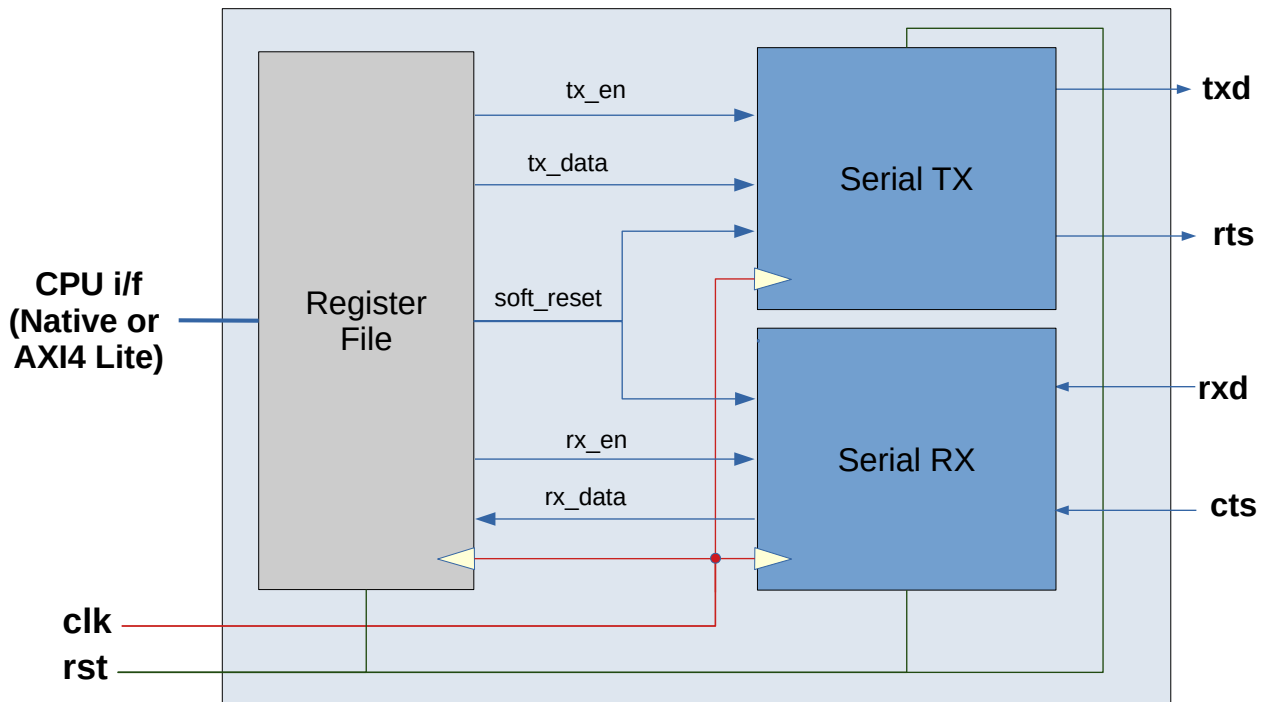 tx_en
txd
tx_data
Serial TX
rts
CPU i/f
(Native or
AXI4 Lite)
Register
File
soft_reset
rxd
rx_en
Serial RX
rx_data
cts
clk
rst